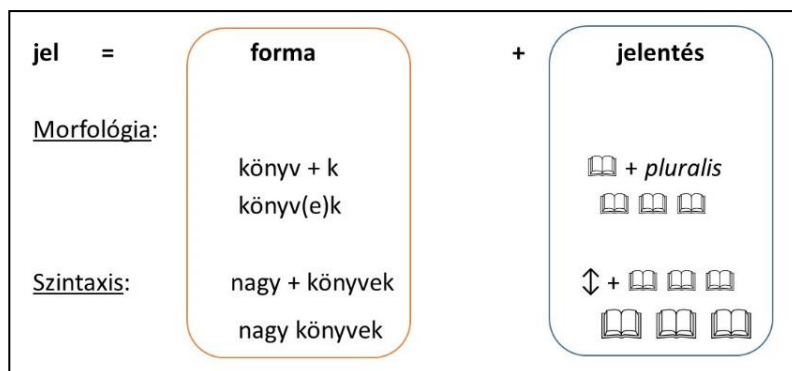 jel = forma + jelentés
Morfológia:
könyv + k + pluralis
könyv(e)k
Szintaxis: nagy + könyvek ↕ +
nagy könyvek